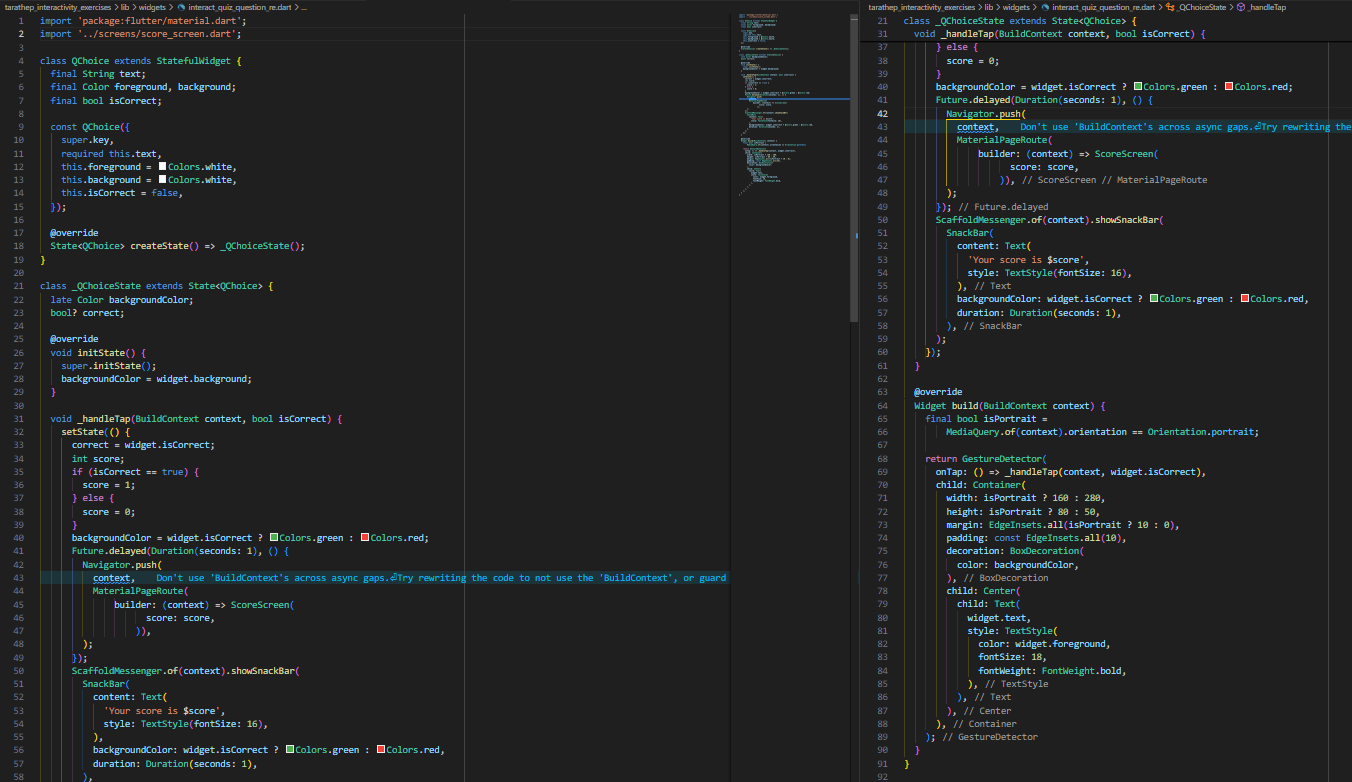 tarathep_interactivity_exercises > lib > widgets > interact_quiz_question_re.dart > ...
1 import 'package:flutter/material.dart';
2 import '../screens/score_screen.dart';
3
4 class QChoice extends StatefulWidget {
5 final String text;
6 final Color foreground, background;
7 final bool isCorrect;
8
9 const QChoice({
10 super.key,
11 required this.text,
12 this.foreground = Colors.white,
13 this.background = Colors.white,
14 this.isCorrect = false,
15 });
16
17 @override
18 State<QChoice> createState() => _QChoiceState();
19 }
20
21 class _QChoiceState extends State<QChoice> {
22 late Color backgroundColor;
23 bool? correct;
24
25 @override
26 void initState() {
27 super.initState();
28 backgroundColor = widget.background;
29 }
30
31 void _handleTap(BuildContext context, bool isCorrect) {
32 setState(() {
33 correct = widget.isCorrect;
34 int score;
35 if (isCorrect == true) {
36 score = 1;
37 } else {
38 score = 0;
39 }
40 backgroundColor = widget.isCorrect ? Colors.green : Colors.red;
41 Future.delayed(Duration(seconds: 1), () {
42 Navigator.push(
43 context, Don't use 'BuildContext's across async gaps.⏎Try rewriting the code to not use the 'BuildContext', or guard
44 MaterialPageRoute(
45 builder: (context) => ScoreScreen(
46 score: score,
47 )),
48 );
49 });
50 ScaffoldMessenger.of(context).showSnackBar(
51 SnackBar(
52 content: Text(
53 'Your score is $score',
54 style: TextStyle(fontSize: 16),
55 ),
56 backgroundColor: widget.isCorrect ? Colors.green : Colors.red,
57 duration: Duration(seconds: 1),
58 ),
tarathep_interactivity_exercises > lib > widgets > interact_quiz_question_re.dart > _QChoiceState > _handleTap
21 class _QChoiceState extends State<QChoice> {
31 void _handleTap(BuildContext context, bool isCorrect) {
37 } else {
38 score = 0;
39 }
40 backgroundColor = widget.isCorrect ? Colors.green : Colors.red;
41 Future.delayed(Duration(seconds: 1), () {
42 Navigator.push(
43 context, Don't use 'BuildContext's across async gaps.⏎Try rewriting the
44 MaterialPageRoute(
45 builder: (context) => ScoreScreen(
46 score: score,
47 )), // ScoreScreen // MaterialPageRoute
48 );
49 }); // Future.delayed
50 ScaffoldMessenger.of(context).showSnackBar(
51 SnackBar(
52 content: Text(
53 'Your score is $score',
54 style: TextStyle(fontSize: 16),
55 ), // Text
56 backgroundColor: widget.isCorrect ? Colors.green : Colors.red,
57 duration: Duration(seconds: 1),
58 ), // SnackBar
59 );
60 });
61 }
62
63 @override
64 Widget build(BuildContext context) {
65 final bool isPortrait =
66 MediaQuery.of(context).orientation == Orientation.portrait;
67
68 return GestureDetector(
69 onTap: () => _handleTap(context, widget.isCorrect),
70 child: Container(
71 width: isPortrait ? 160 : 280,
72 height: isPortrait ? 80 : 50,
73 margin: EdgeInsets.all(isPortrait ? 10 : 0),
74 padding: const EdgeInsets.all(10),
75 decoration: BoxDecoration(
76 color: backgroundColor,
77 ), // BoxDecoration
78 child: Center(
79 child: Text(
80 widget.text,
81 style: TextStyle(
82 color: widget.foreground,
83 fontSize: 18,
84 fontWeight: FontWeight.bold,
85 ), // TextStyle
86 ), // Text
87 ), // Center
88 ), // Container
89 ); // GestureDetector
90 }
91 }
92